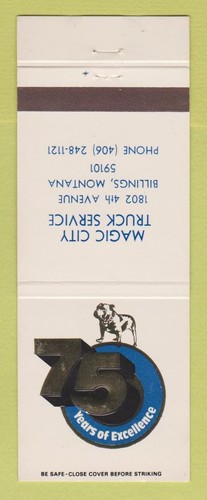 MAGIC CITY
TRUCK SERVICE
1802 4th AVENUE
BILLINGS, MONTANA
59101
PHONE (406) 248-1121
75
Years of Excellence
BE SAFE-CLOSE COVER BEFORE STRIKING